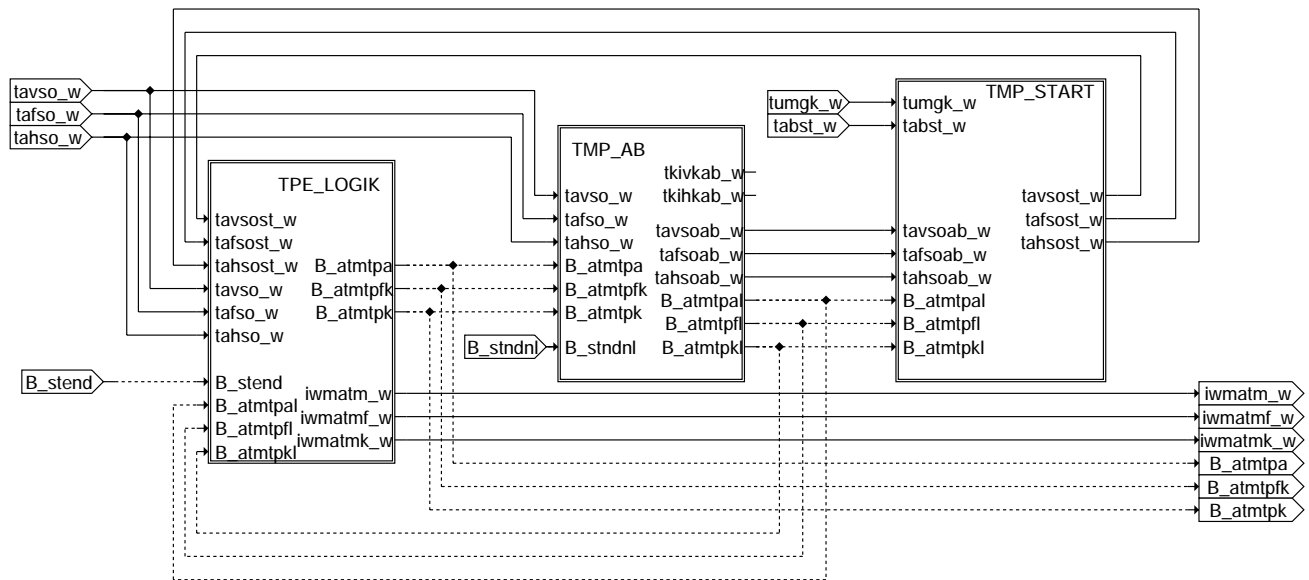 tavso_w
tafso_w
tahso_w
B_stend
TPE_LOGIK
tavsost_w
tafsost_w
tahsost_w
tavso_w
tafso_w
tahso_w
B_stend
B_atmtpal
B_atmtpfl
B_atmtpkl
B_atmtpa
B_atmtpfk
B_atmtpk
iwmatm_w
iwmatmf_w
iwmatmk_w
B_stndnl
TMP_AB
tavso_w
tafso_w
tahso_w
B_atmtpa
B_atmtpfk
B_atmtpk
B_stndnl
tkivkab_w
tkihkab_w
tavsoab_w
tafsoab_w
tahsoab_w
B_atmtpal
B_atmtpfl
B_atmtpkl
tumgk_w
tabst_w
TMP_START
tumgk_w
tabst_w
tavsoab_w
tafsoab_w
tahsoab_w
B_atmtpal
B_atmtpfl
B_atmtpkl
tavsost_w
tafsost_w
tahsost_w
iwmatm_w
iwmatmf_w
iwmatmk_w
B_atmtpa
B_atmtpfk
B_atmtpk